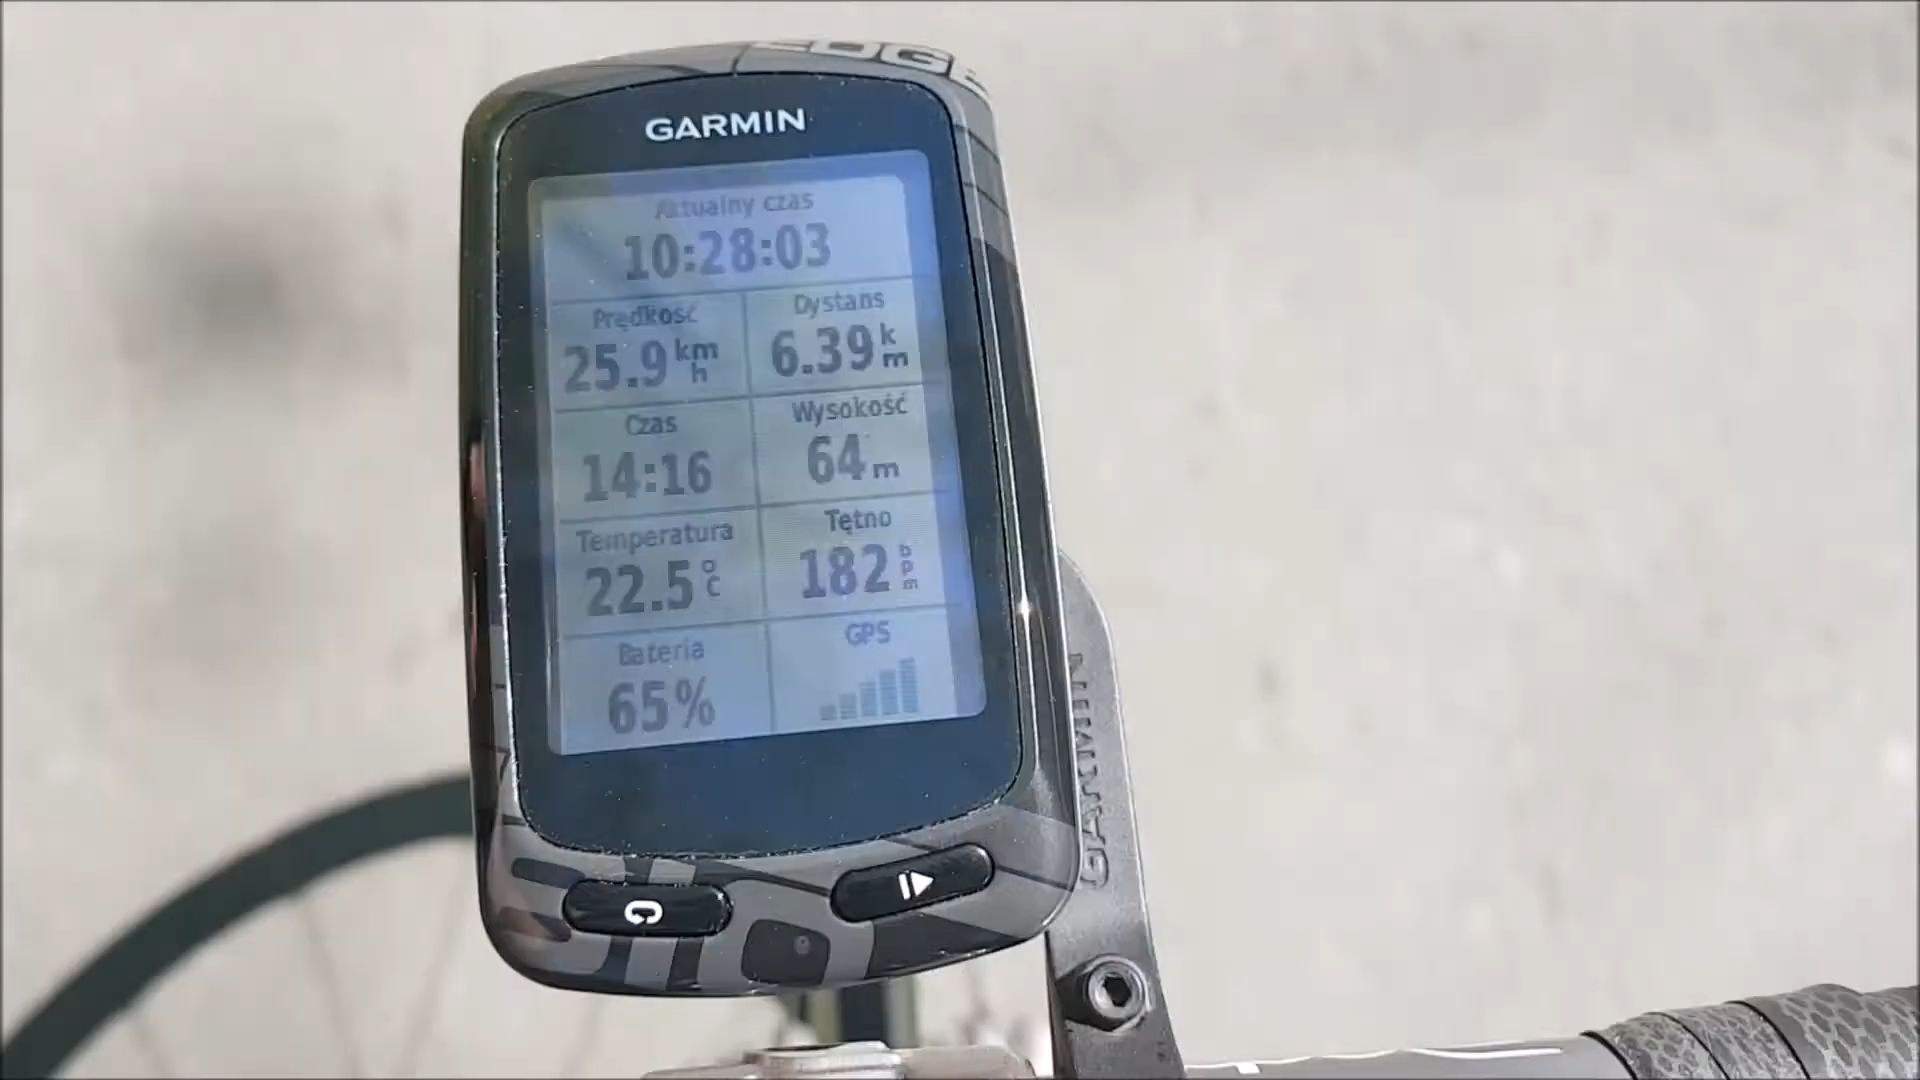 EDGE
GARMIN
Aktualny czas
10:28:03
Prędkość Dystans
25.9 km h 6.39 km
Czas Wysokość
14:16 64 m
Temperatura Tętno
22.5 °C 182 bpm
Bateria GPS
65%
GARMIN